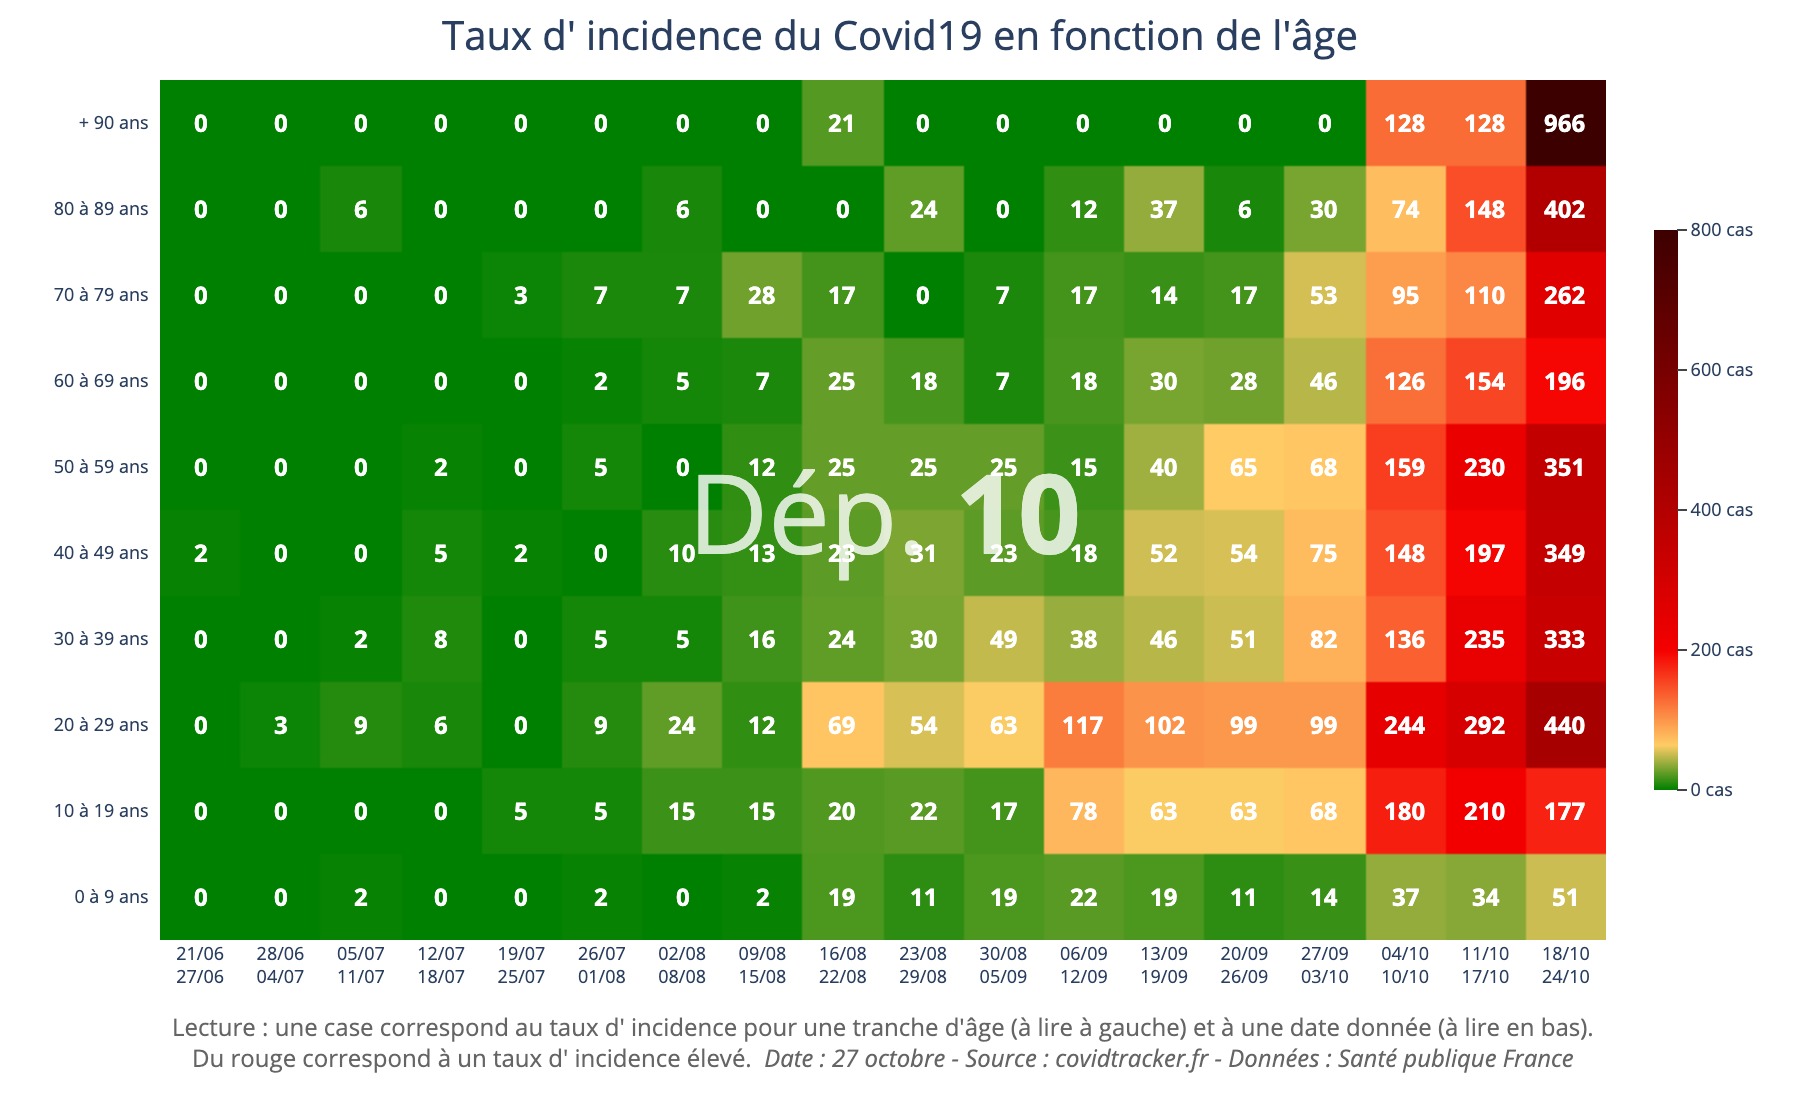 Taux d' incidence du Covid19 en fonction de l'âge
+ 90 ans 0 0 0 0 0 0 0 0 21 0 0 0 0 0 0 128 128 966
80 à 89 ans 0 0 6 0 0 0 6 0 0 24 0 12 37 6 30 74 148 402
70 à 79 ans 0 0 0 0 3 7 7 28 17 0 7 17 14 17 53 95 110 262
60 à 69 ans 0 0 0 0 0 2 5 7 25 18 7 18 30 28 46 126 154 196
50 à 59 ans 0 0 0 2 0 5 0 12 25 25 25 15 40 65 68 159 230 351
Dép. 10
40 à 49 ans 2 0 0 5 2 0 10 13 23 31 23 18 52 54 75 148 197 349
30 à 39 ans 0 0 2 8 0 5 5 16 24 30 49 38 46 51 82 136 235 333
20 à 29 ans 0 3 9 6 0 9 24 12 69 54 63 117 102 99 99 244 292 440
10 à 19 ans 0 0 0 0 5 5 15 15 20 22 17 78 63 63 68 180 210 177
0 à 9 ans 0 0 2 0 0 2 0 2 19 11 19 22 19 11 14 37 34 51
21/06 28/06 05/07 12/07 19/07 26/07 02/08 09/08 16/08 23/08 30/08 06/09 13/09 20/09 27/09 04/10 11/10 18/10
27/06 04/07 11/07 18/07 25/07 01/08 08/08 15/08 22/08 29/08 05/09 12/09 19/09 26/09 03/10 10/10 17/10 24/10
800 cas
600 cas
400 cas
200 cas
0 cas
Lecture : une case correspond au taux d' incidence pour une tranche d'âge (à lire à gauche) et à une date donnée (à lire en bas).
Du rouge correspond à un taux d' incidence élevé. Date : 27 octobre - Source : covidtracker.fr - Données : Santé publique France